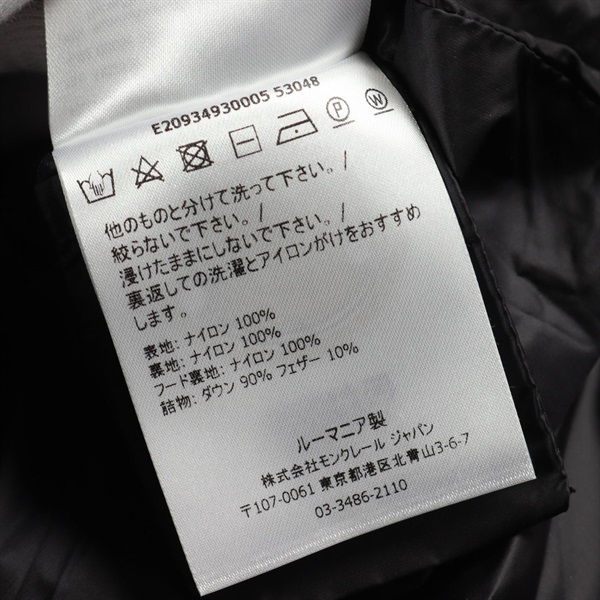 E20934930005 53048
P W
他のものと分けて洗って下さい。/
絞らないで下さい。/
浸けたままにしないで下さい。/
裏返しての洗濯とアイロンがけをおすすめ
します。
表地: ナイロン 100%
裏地: ナイロン 100%
フード裏地: ナイロン 100%
詰物: ダウン 90% フェザー 10%
ルーマニア製
株式会社モンクレール ジャパン
〒107-0061 東京都港区北青山3-6-7
03-3486-2110